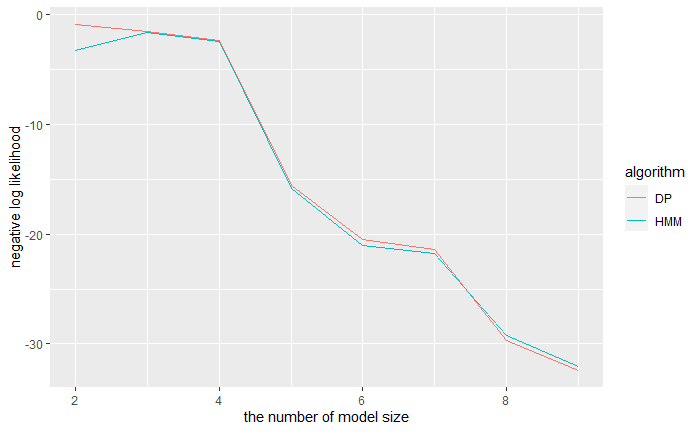 0
-10
-20
-30
negative log likelihood
2
4
6
8
the number of model size
algorithm
DP
HMM